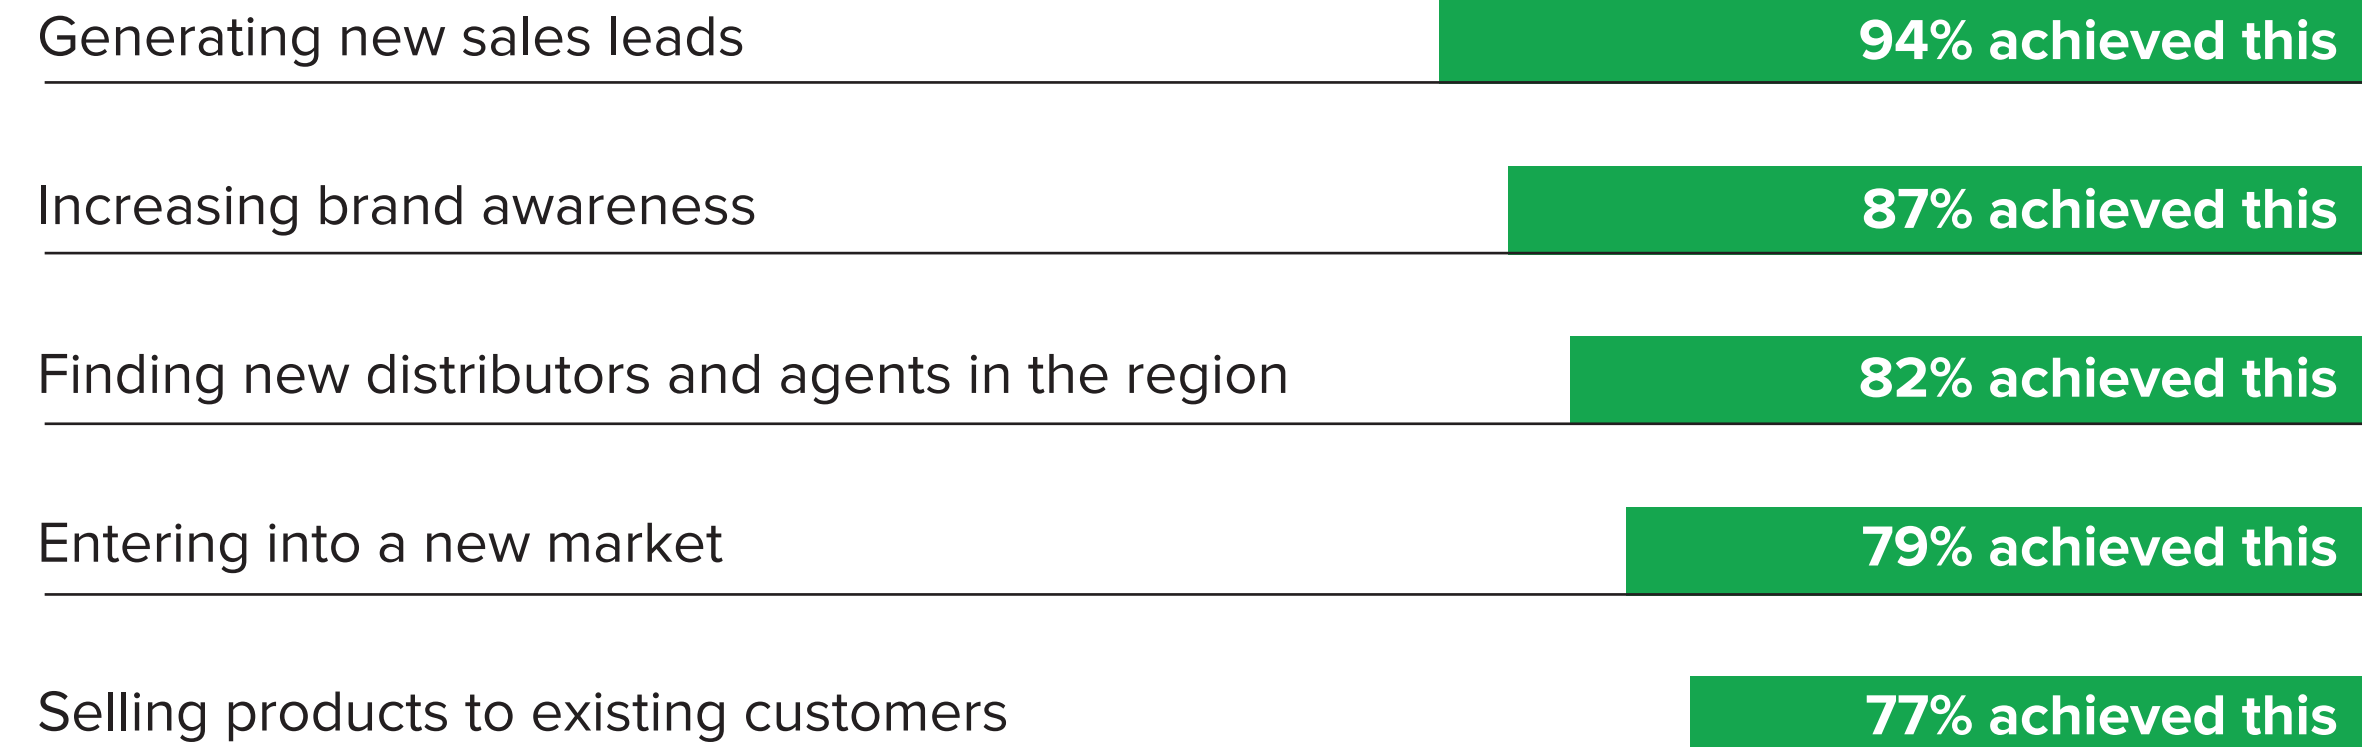 Generating new sales leads 94% achieved this
Increasing brand awareness 87% achieved this
Finding new distributors and agents in the region 82% achieved this
Entering into a new market 79% achieved this
Selling products to existing customers 77% achieved this